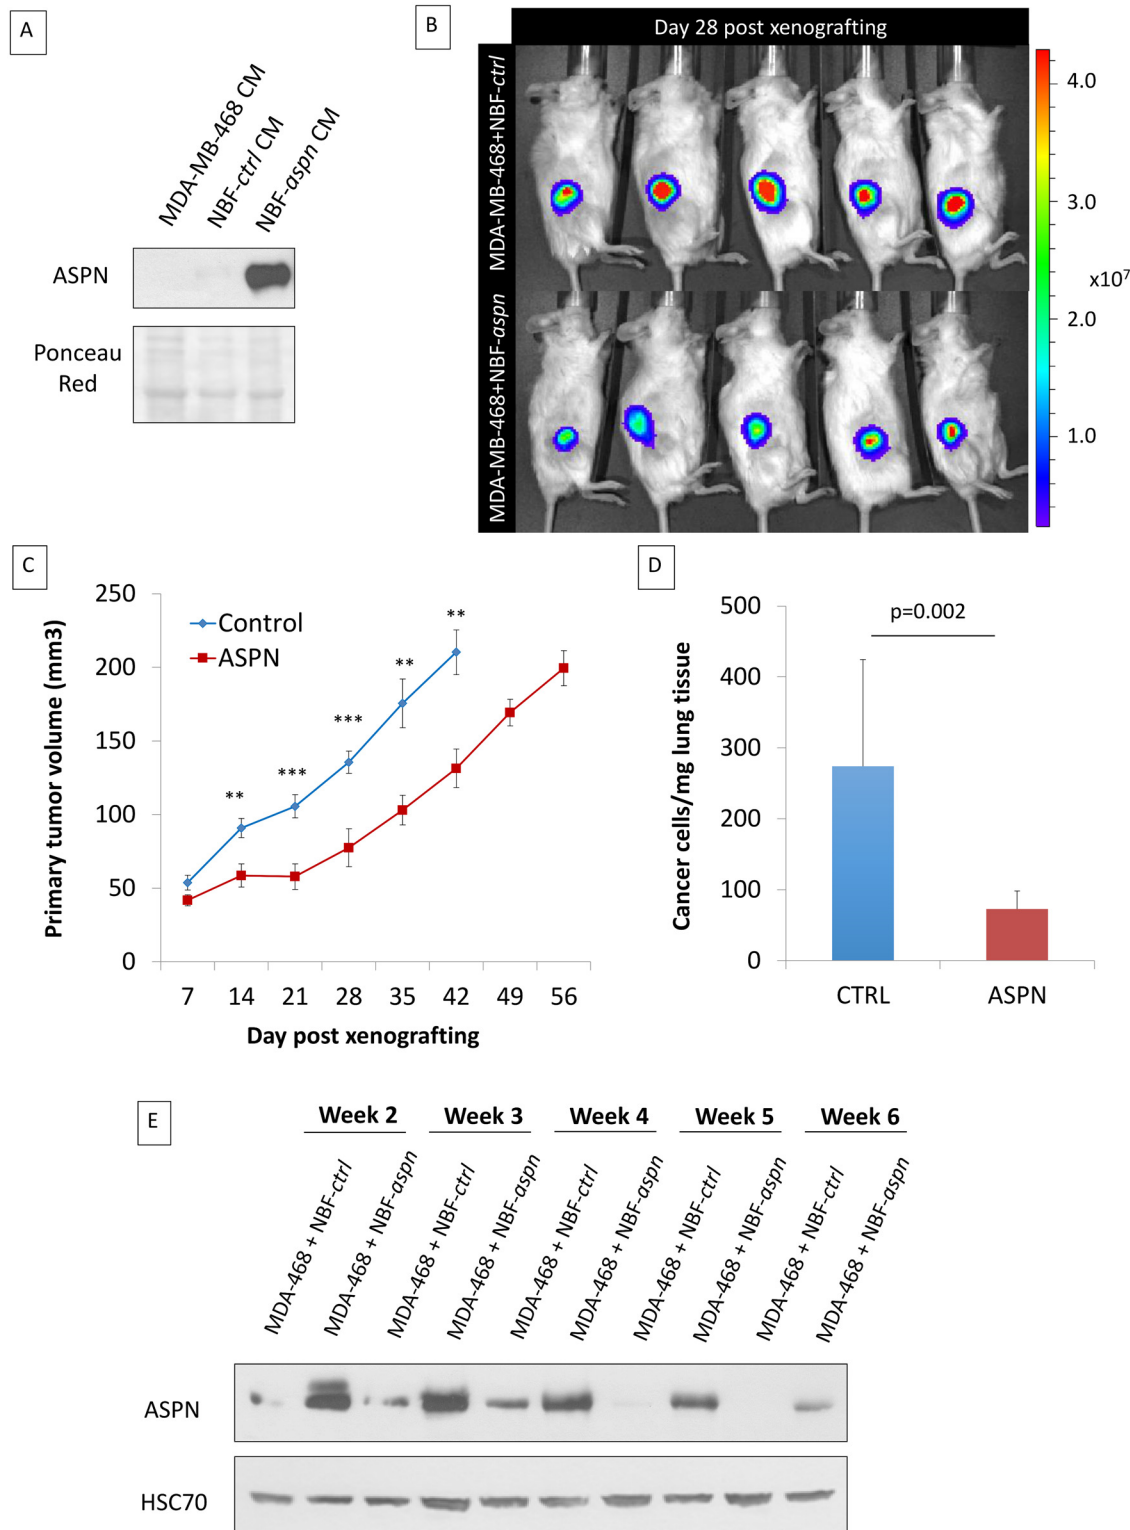 A
MDA-MB-468 CM
NBF-ctrl CM
NBF-aspn CM
ASPN
Ponceau
Red
B
Day 28 post xenografting
MDA-MB-468+NBF-ctrl
MDA-MB-468+NBF-aspn
4.0
3.0
x10⁷
2.0
1.0
C
250
200
150
100
50
0
Control
ASPN
**
***
***
**
**
7 14 21 28 35 42 49 56
Primary tumor volume (mm3)
Day post xenografting
D
500
400
300
200
100
0
p=0.002
Cancer cells/mg lung tissue
CTRL ASPN
E
Week 2 Week 3 Week 4 Week 5 Week 6
MDA-468 + NBF-ctrl
MDA-468 + NBF-aspn
MDA-468 + NBF-ctrl
MDA-468 + NBF-aspn
MDA-468 + NBF-ctrl
MDA-468 + NBF-aspn
MDA-468 + NBF-ctrl
MDA-468 + NBF-aspn
MDA-468 + NBF-ctrl
MDA-468 + NBF-aspn
ASPN
HSC70